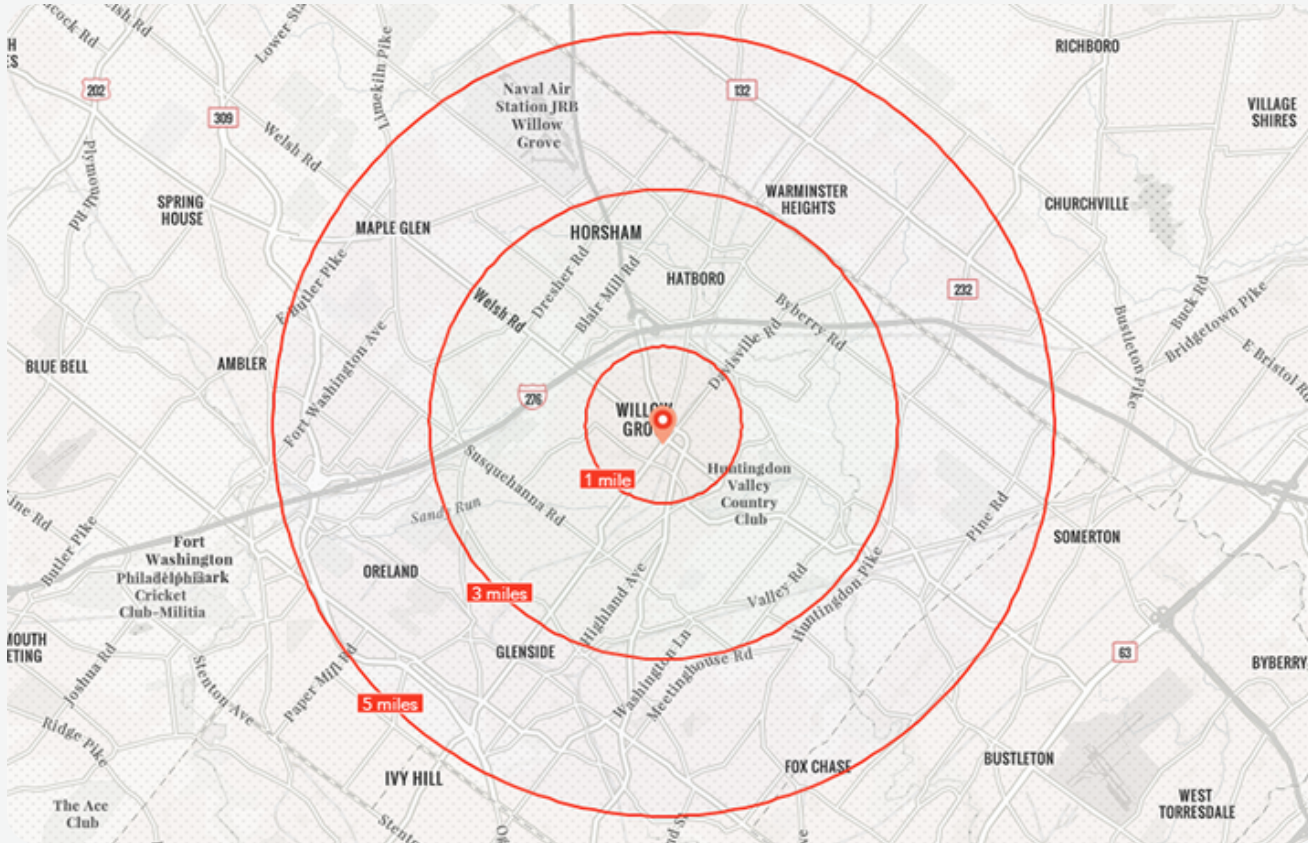 Welsh Rd
Lower
202
309
Limekiln Pike
Welsh Rd
Plymouth Rd
Naval Air
Station JRB
Willow
Grove
132
RICHBORO
VILLAGE
SHIRES
SPRING
HOUSE
MAPLE GLEN
HORSHAM
WARMINSTER
HEIGHTS
CHURCHVILLE
E Butler Pike
Dresher Rd
Blair Mill Rd
HATBORO
232
Welsh Rd
Byberry Rd
Davisville Rd
Buck Rd
Bridgetown Pike
Bustleton Pike
E Bristol Rd
BLUE BELL
AMBLER
Fort Washington Ave
276
WILLOW
GRO
1 mile
Huntingdon
Valley
Country
Club
Susquehanna Rd
Sandy Run
Pine Rd
SOMERTON
Butler Pike
Fort
Washington
Philadelphia
Cricket
Club-Militia
ORELAND
3 miles
Highland Ave
Valley Rd
Huntingdon Pike
GLENSIDE
Washington Ln
Meetinghouse Rd
63
BYBERRY
Joshua Rd
Stenton Ave
Paper Mill Rd
5 miles
Ridge Pike
IVY HILL
FOX CHASE
BUSTLETON
WEST
TORRESDALE
The Ace
Club